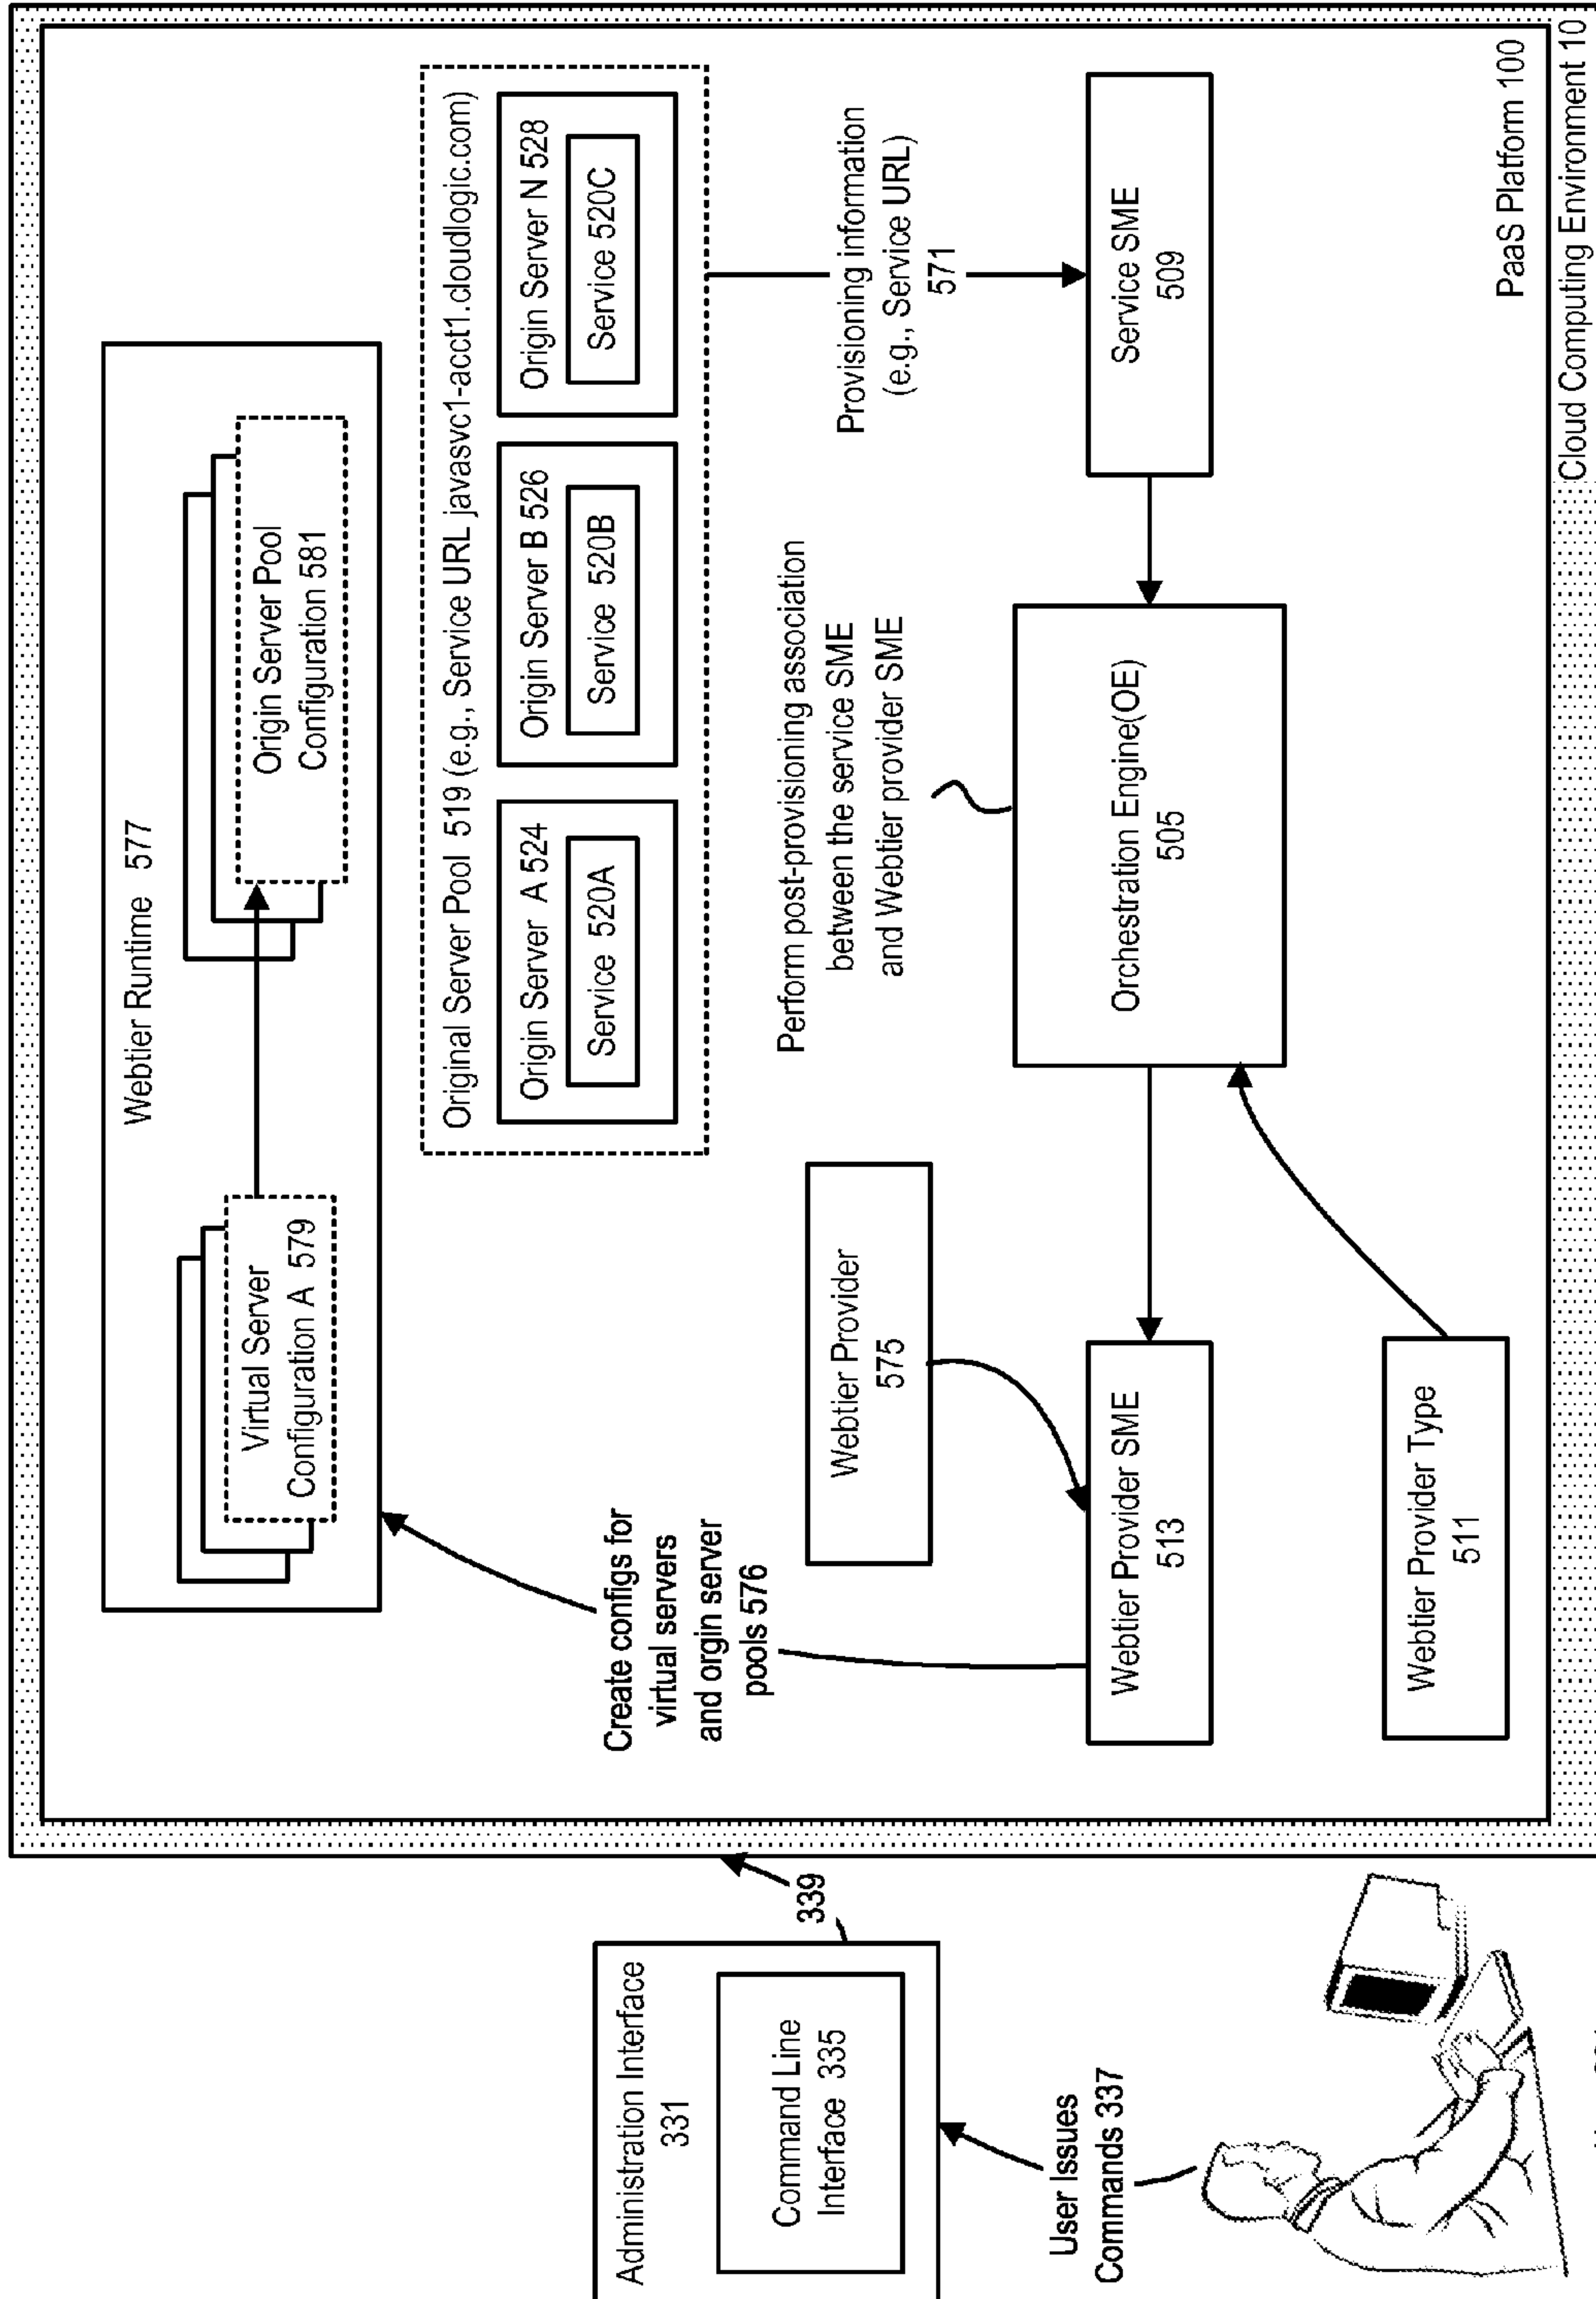 Administration Interface
331
Command Line
Interface 335
User Issues
Commands 337
339
Webtier Runtime 577
Virtual Server
Configuration A 579
Origin Server Pool
Configuration 581
Create configs for
virtual servers
and orgin server
pools 576
Original Server Pool 519 (e.g., Service URL javasvc1-acct1.cloudlogic.com)
Origin Server A 524
Service 520A
Origin Server B 526
Service 520B
Origin Server N 528
Service 520C
Webtier Provider
575
Perform post-provisioning association
between the service SME
and Webtier provider SME
Provisioning information
(e.g., Service URL)
571
Webtier Provider SME
513
Orchestration Engine(OE)
505
Service SME
509
Webtier Provider Type
511
PaaS Platform 100
Cloud Computing Environment 10